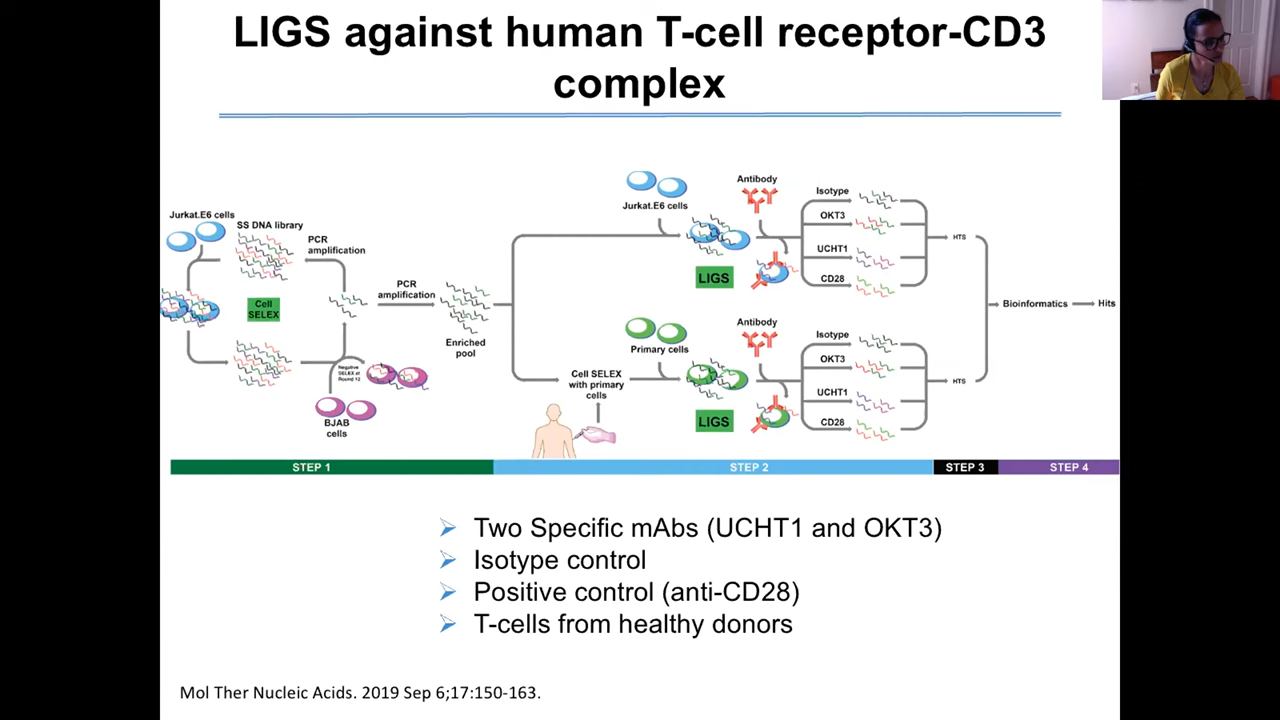 LIGS against human T-cell receptor-CD3
complex
Jurkat.E6 cells
SS DNA library
PCR
amplification
Cell
SELEX
Negative
SELEX at
Round 12
BJAB
cells
PCR
amplification
Enriched
pool
Jurkat.E6 cells
LIGS
Antibody
Isotype
OKT3
UCHT1
CD28
HTS
Cell SELEX
with primary
cells
Primary cells
LIGS
Antibody
Isotype
OKT3
UCHT1
CD28
HTS
Bioinformatics
Hits
STEP 1
STEP 2
STEP 3
STEP 4
Two Specific mAbs (UCHT1 and OKT3)
Isotype control
Positive control (anti-CD28)
T-cells from healthy donors
Mol Ther Nucleic Acids. 2019 Sep 6;17:150-163.